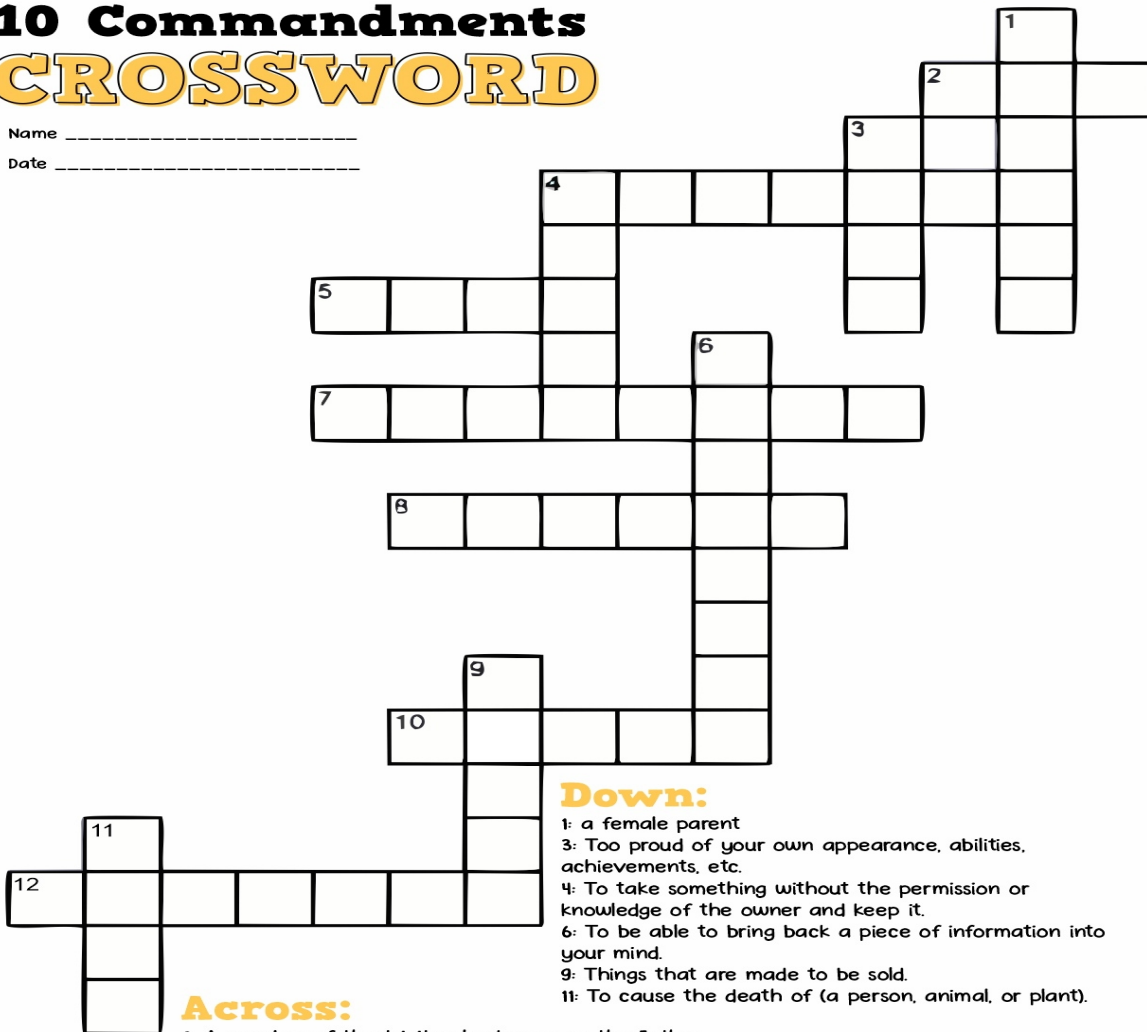 10 Commandments
CROSSWORD
Name
Date
1
2
3
4
5
6
7
8
9
10
11
12
Down:
1: a female parent
3: Too proud of your own appearance, abilities,
achievements, etc.
4: To take something without the permission or
knowledge of the owner and keep it.
6: To be able to bring back a piece of information into
your mind.
9: Things that are made to be sold.
11: To cause the death of (a person, animal, or plant).
Across: